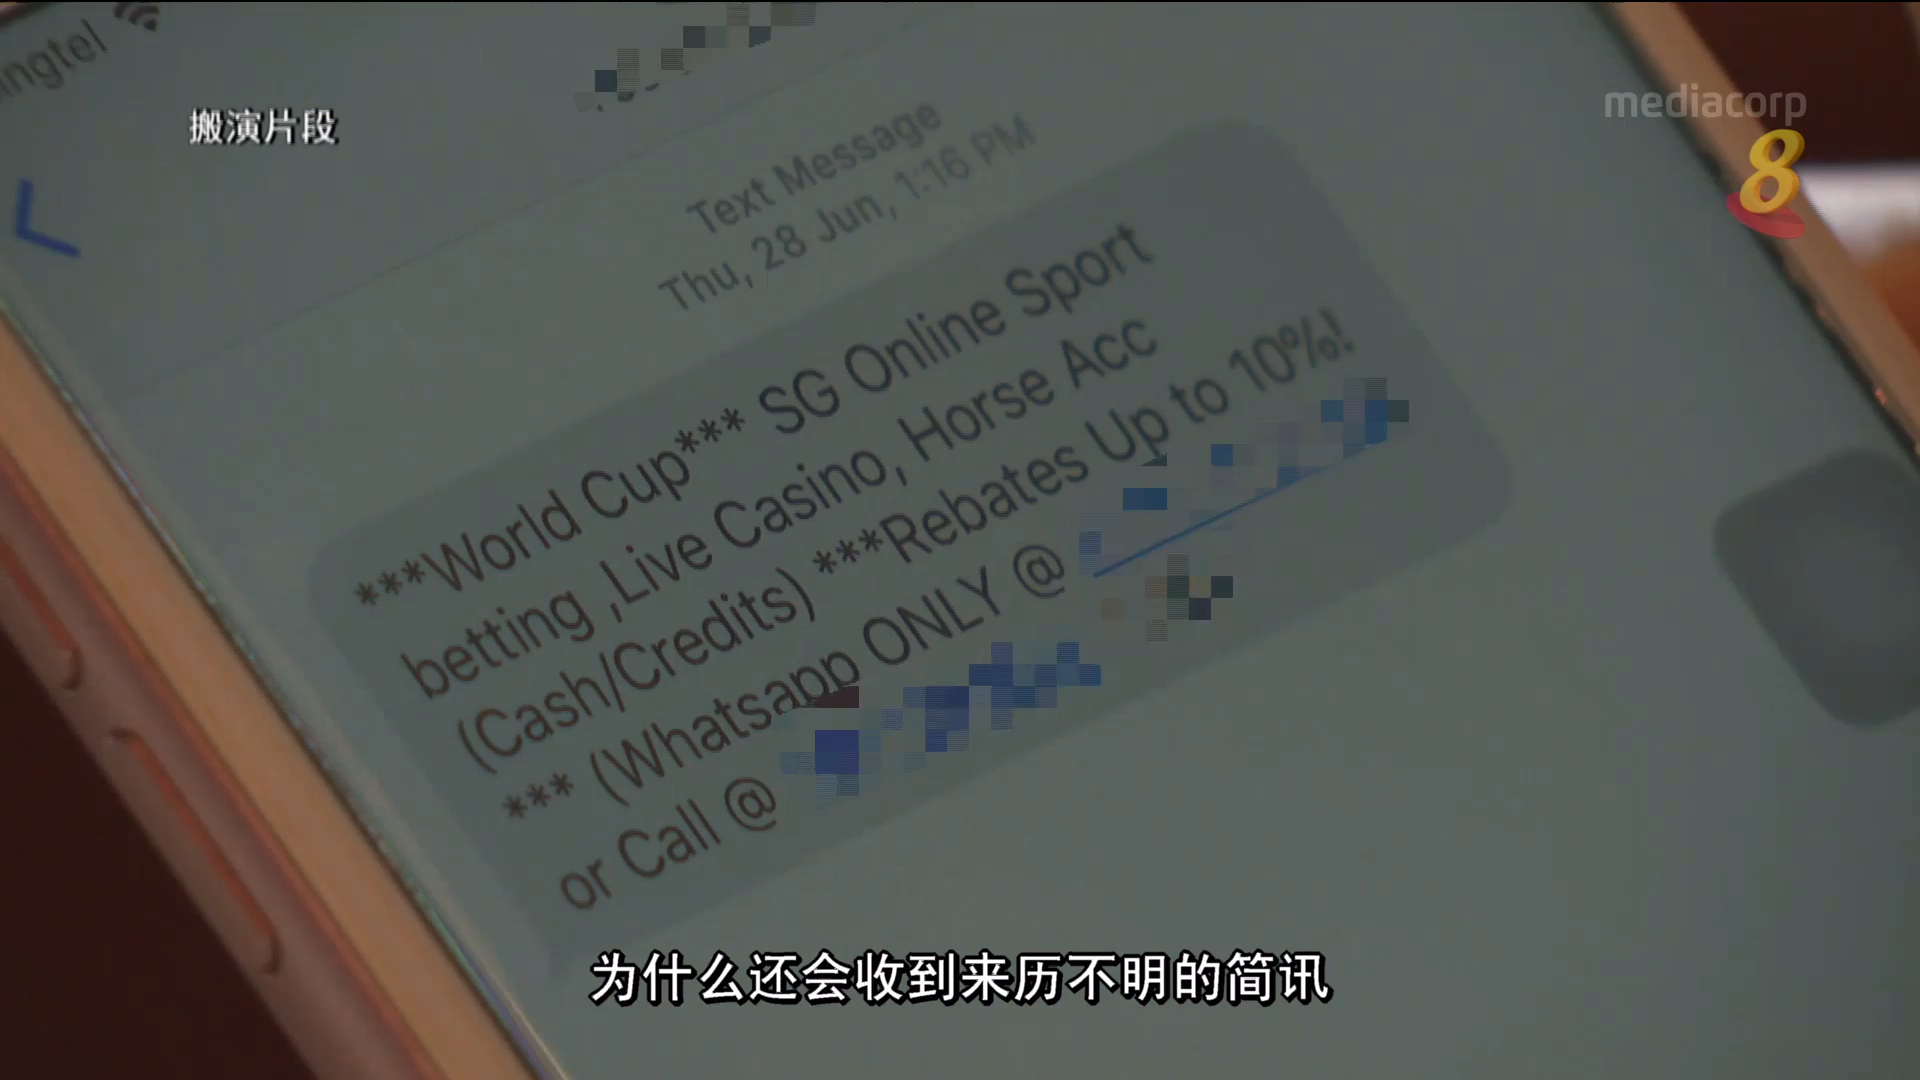 ingtel
搬演片段
mediacorp
8
Text Message
Thu, 28 Jun, 1:16 PM
***World Cup*** SG Online Sport
betting ,Live Casino, Horse Acc
(Cash/Credits) ***Rebates Up to 10%!
*** (Whatsapp ONLY @
or Call @
为什么还会收到来历不明的简讯